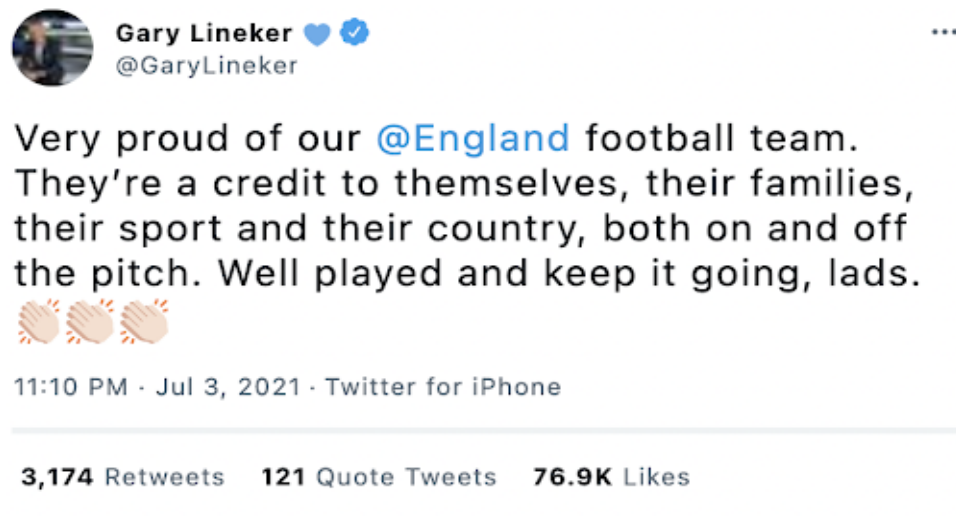 Gary Lineker 💙
@GaryLineker
Very proud of our @England football team.
They’re a credit to themselves, their families,
their sport and their country, both on and off
the pitch. Well played and keep it going, lads.
👏🏻👏🏻👏🏻
11:10 PM · Jul 3, 2021 · Twitter for iPhone
3,174 Retweets 121 Quote Tweets 76.9K Likes